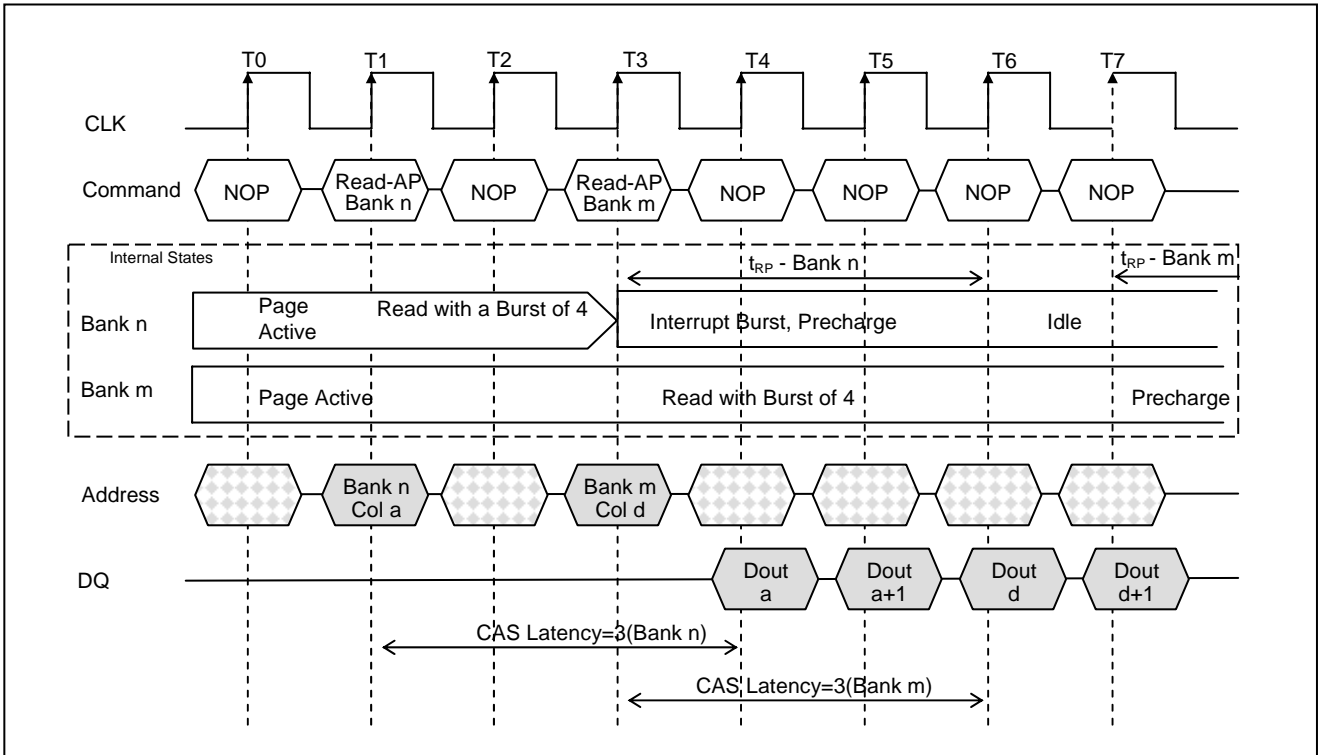 T0 T1 T2 T3 T4 T5 T6 T7
CLK
Command NOP Read-AP Bank n NOP Read-AP Bank m NOP NOP NOP NOP
Internal States
tRP - Bank n tRP - Bank m
Bank n Page Active Read with a Burst of 4 Interrupt Burst, Precharge Idle
Bank m Page Active Read with Burst of 4 Precharge
Address Bank n Col a Bank m Col d
DQ Dout a Dout a+1 Dout d Dout d+1
CAS Latency=3(Bank n)
CAS Latency=3(Bank m)